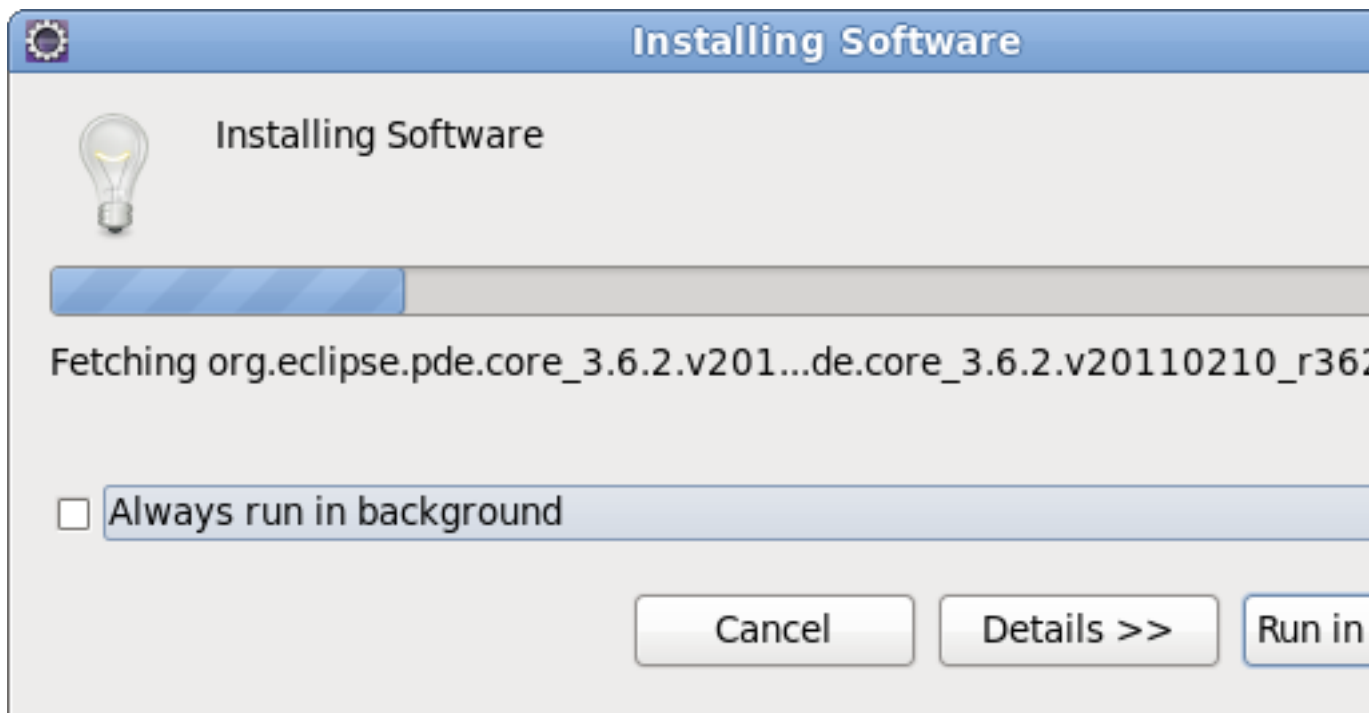 Installing Software
Installing Software
Fetching org.eclipse.pde.core_3.6.2.v201...de.core_3.6.2.v20110210_r362
Always run in background
Cancel Details >> Run in